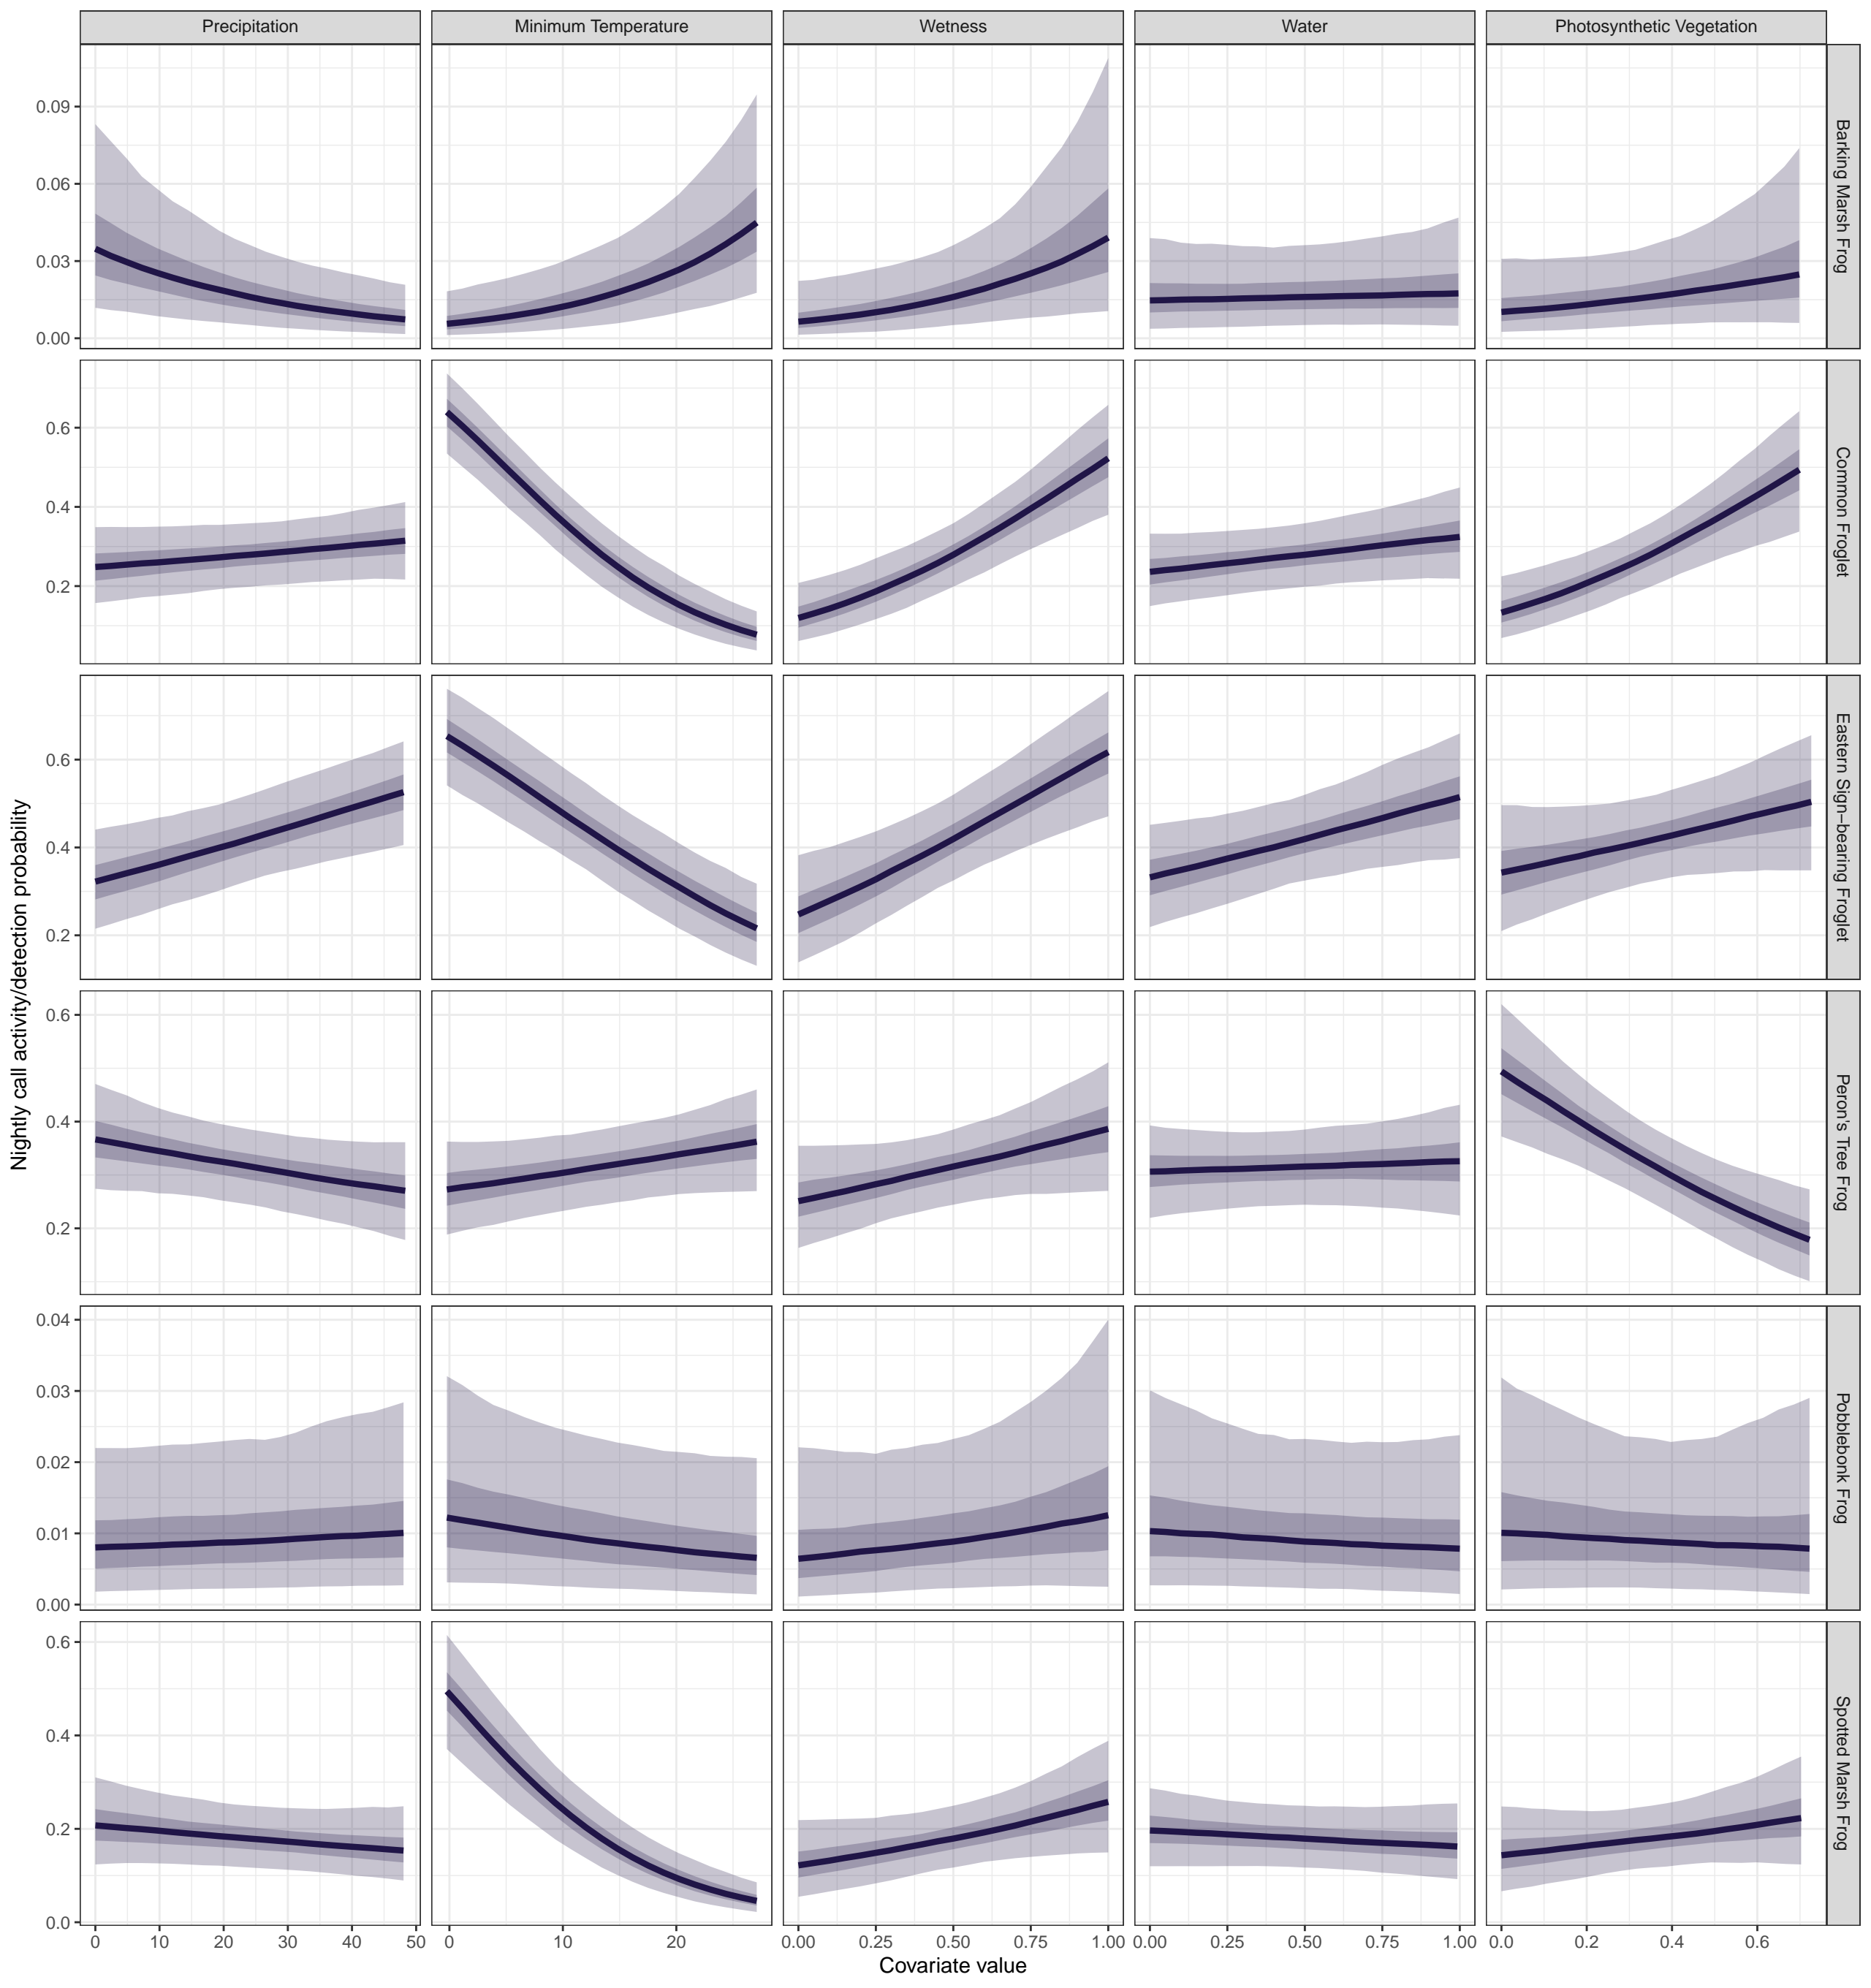 Precipitation Minimum Temperature Wetness Water Photosynthetic Vegetation
0.09
0.06
0.03
0.00
Barking Marsh Frog
0.6
0.4
0.2
Common Froglet
0.6
0.4
0.2
Eastern Sign−bearing Froglet
Nightly call activity/detection probability
0.6
0.4
0.2
Peron's Tree Frog
0.04
0.03
0.02
0.01
0.00
Pobblebonk Frog
0.6
0.4
0.2
0.0
Spotted Marsh Frog
0 10 20 30 40 50 0 10 20 0.00 0.25 0.50 0.75 1.00 0.00 0.25 0.50 0.75 1.00 0.0 0.2 0.4 0.6
Covariate value